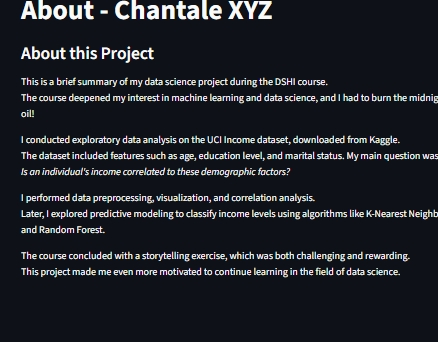 About - Chantale XYZ
About this Project
This is a brief summary of my data science project during the DSHI course.
The course deepened my interest in machine learning and data science, and I had to burn the midnig
oil!
I conducted exploratory data analysis on the UCI Income dataset, downloaded from Kaggle.
The dataset included features such as age, education level, and marital status. My main question was
Is an individual's income correlated to these demographic factors?
I performed data preprocessing, visualization, and correlation analysis.
Later, I explored predictive modeling to classify income levels using algorithms like K-Nearest Neighb
and Random Forest.
The course concluded with a storytelling exercise, which was both challenging and rewarding.
This project made me even more motivated to continue learning in the field of data science.